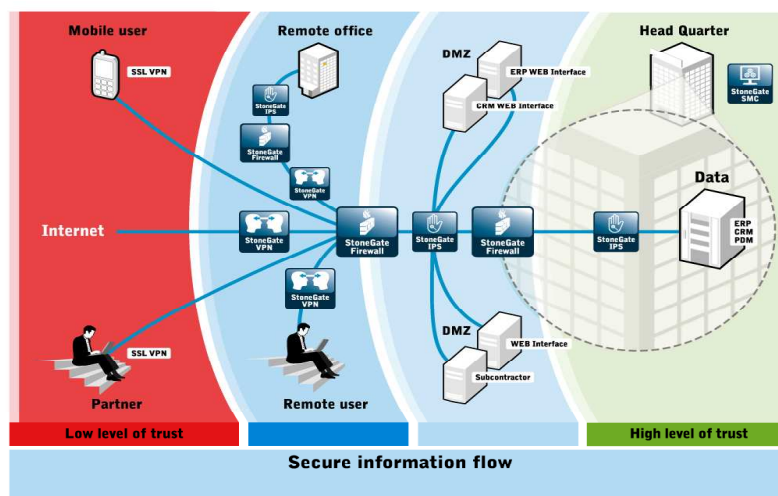 Mobile user
SSL VPN
Internet
Partner
SSL VPN
Low level of trust
Remote office
StoneGate
IPS
StoneGate
Firewall
StoneGate
VPN
StoneGate
VPN
StoneGate
VPN
Remote user
StoneGate
Firewall
DMZ
ERP WEB Interface
CRM WEB Interface
StoneGate
IPS
StoneGate
Firewall
DMZ
WEB Interface
Subcontractor
Head Quarter
StoneGate
SMC
Data
StoneGate
IPS
ERP
CRM
PDM
High level of trust
Secure information flow